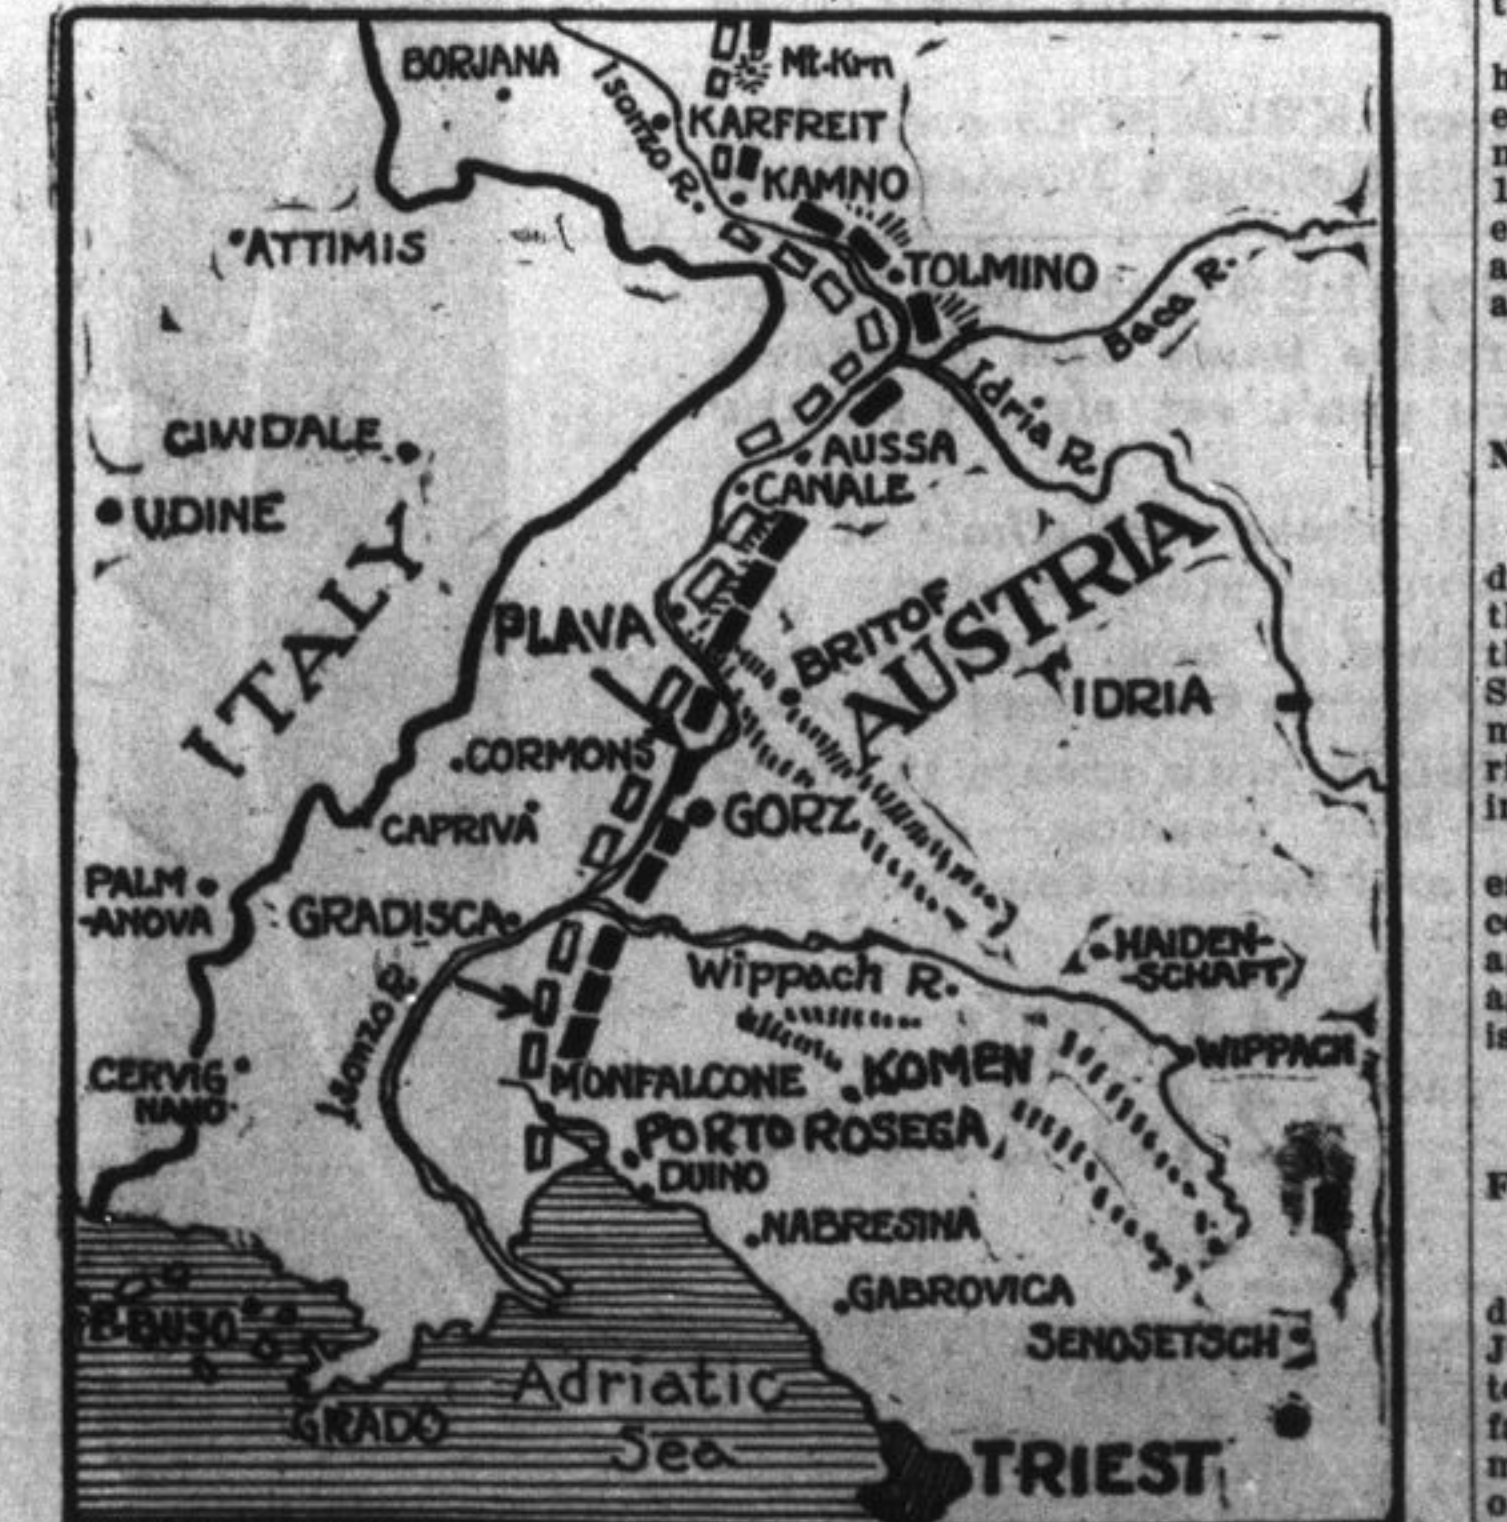 BORJANA
Mt. Krn
Isonzo R.
KARFREIT
KAMNO
ATTIMIS
TOLMINO
Baca R.
Idria R.
CIVIDALE
AUSSA
CANALE
UDINE
ITALY
AUSTRIA
PLAVA
BRITOF
IDRIA
CORMONS
CAPRIVA
GORZ
PALM
-ANOVA
GRADISCA
HAIDEN-
-SCHAFT
Wippach R.
Isonzo R.
WIPPACH
KOMEN
CERVIG
NANO
MONFALCONE
PORTO ROSEGA
DUINO
NABRESINA
GABROVICA
BUSO
SENOSETSCH
Adriatic
Sea
GRADO
TRIEST